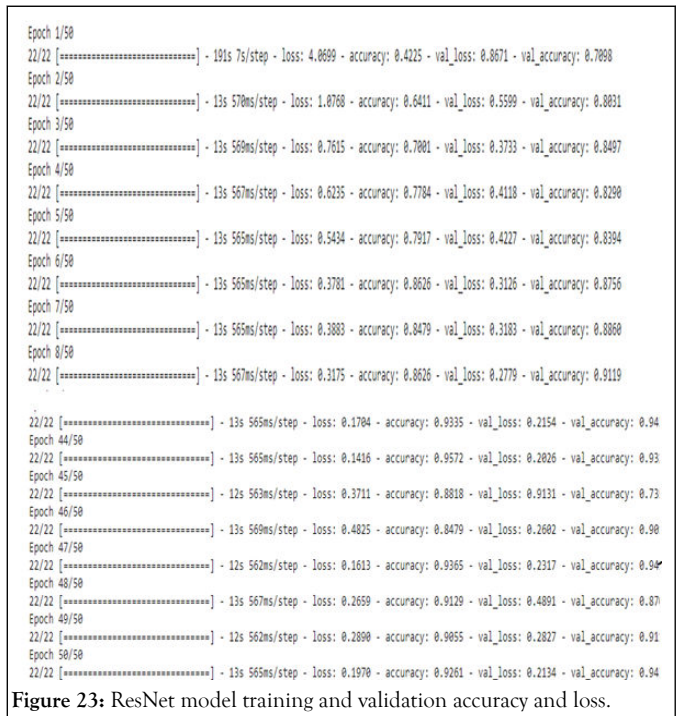 Epoch 1/50
22/22 [==============================] - 191s 7s/step - loss: 4.0699 - accuracy: 0.4225 - val_loss: 0.8671 - val_accuracy: 0.7098
Epoch 2/50
22/22 [==============================] - 13s 570ms/step - loss: 1.0768 - accuracy: 0.6411 - val_loss: 0.5599 - val_accuracy: 0.8031
Epoch 3/50
22/22 [==============================] - 13s 569ms/step - loss: 0.7615 - accuracy: 0.7001 - val_loss: 0.3733 - val_accuracy: 0.8497
Epoch 4/50
22/22 [==============================] - 13s 567ms/step - loss: 0.6235 - accuracy: 0.7784 - val_loss: 0.4118 - val_accuracy: 0.8290
Epoch 5/50
22/22 [==============================] - 13s 565ms/step - loss: 0.5434 - accuracy: 0.7917 - val_loss: 0.4227 - val_accuracy: 0.8394
Epoch 6/50
22/22 [==============================] - 13s 565ms/step - loss: 0.3781 - accuracy: 0.8626 - val_loss: 0.3126 - val_accuracy: 0.8756
Epoch 7/50
22/22 [==============================] - 13s 565ms/step - loss: 0.3883 - accuracy: 0.8479 - val_loss: 0.3183 - val_accuracy: 0.8860
Epoch 8/50
22/22 [==============================] - 13s 567ms/step - loss: 0.3175 - accuracy: 0.8626 - val_loss: 0.2779 - val_accuracy: 0.9119
22/22 [==============================] - 13s 565ms/step - loss: 0.1704 - accuracy: 0.9335 - val_loss: 0.2154 - val_accuracy: 0.94
Epoch 44/50
22/22 [==============================] - 13s 565ms/step - loss: 0.1416 - accuracy: 0.9572 - val_loss: 0.2026 - val_accuracy: 0.93
Epoch 45/50
22/22 [==============================] - 12s 563ms/step - loss: 0.3711 - accuracy: 0.8818 - val_loss: 0.9131 - val_accuracy: 0.73
Epoch 46/50
22/22 [==============================] - 13s 569ms/step - loss: 0.4825 - accuracy: 0.8479 - val_loss: 0.2602 - val_accuracy: 0.90
Epoch 47/50
22/22 [==============================] - 12s 562ms/step - loss: 0.1613 - accuracy: 0.9365 - val_loss: 0.2317 - val_accuracy: 0.94
Epoch 48/50
22/22 [==============================] - 13s 567ms/step - loss: 0.2659 - accuracy: 0.9129 - val_loss: 0.4891 - val_accuracy: 0.87
Epoch 49/50
22/22 [==============================] - 12s 562ms/step - loss: 0.2890 - accuracy: 0.9055 - val_loss: 0.2827 - val_accuracy: 0.91
Epoch 50/50
22/22 [==============================] - 13s 565ms/step - loss: 0.1970 - accuracy: 0.9261 - val_loss: 0.2134 - val_accuracy: 0.94
Figure 23: ResNet model training and validation accuracy and loss.